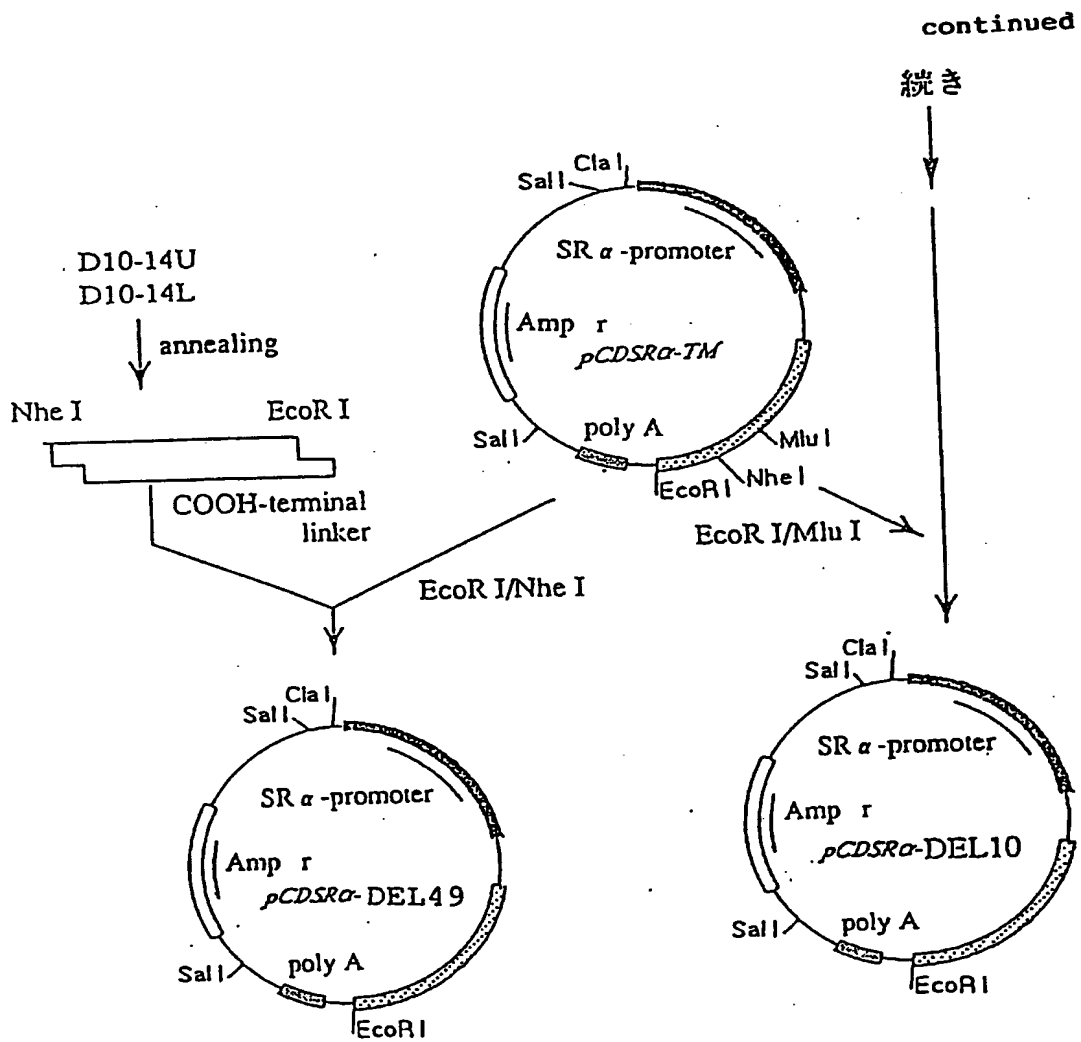 continued
続き
Sal I
Cla I
SR α-promoter
Amp r
pCDSRα-TM
Sal I
poly A
EcoR I
Nhe I
Mlu I
D10-14U
D10-14L
annealing
Nhe I
EcoR I
COOH-terminal
linker
EcoR I/Nhe I
EcoR I/Mlu I
Sal I
Cla I
SR α-promoter
Amp r
pCDSRα-DEL49
Sal I
poly A
EcoR I
Sal I
Cla I
SR α-promoter
Amp r
pCDSRα-DEL10
Sal I
poly A
EcoR I